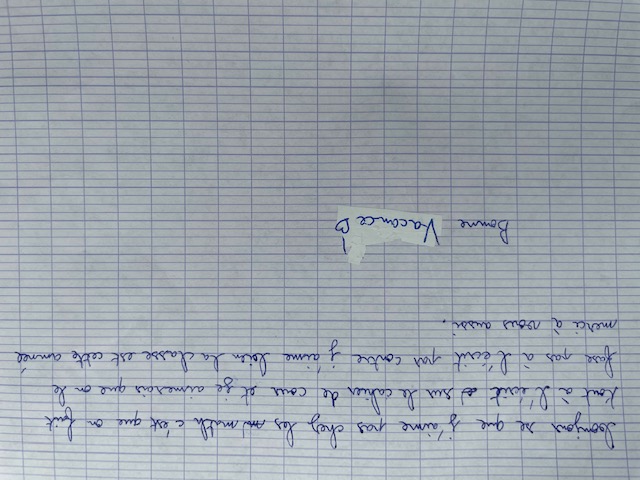 bonjour se que j'aime pas chez les math c'est que on fait
tout à l'écrit sur le cahier de cour et je aimerais que on le
fase pas à l'écrit par contre j'aime bien la classe est cette année
merci à vous aussi.
Bonne Vacance !